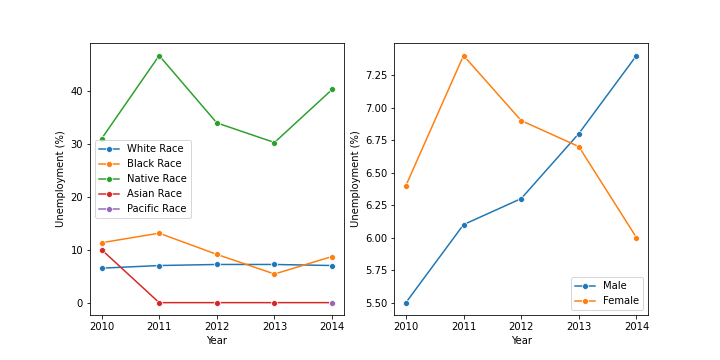 Unemployment (%)
40
30
20
10
0
White Race
Black Race
Native Race
Asian Race
Pacific Race
2010 2011 2012 2013 2014
Year
Unemployment (%)
7.25
7.00
6.75
6.50
6.25
6.00
5.75
5.50
Male
Female
2010 2011 2012 2013 2014
Year